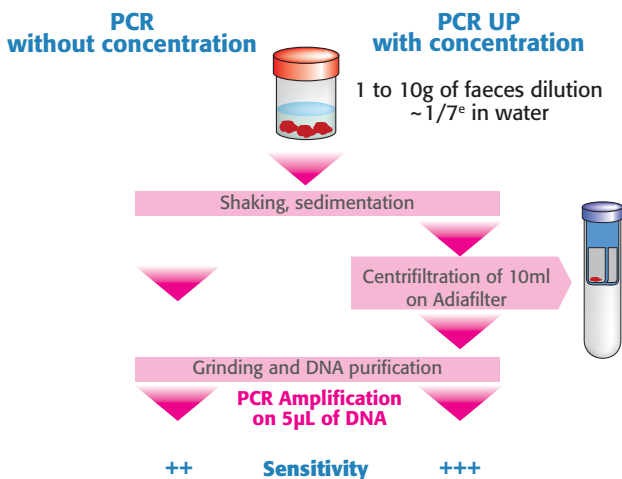 PCR
without concentration
PCR UP
with concentration
1 to 10g of faeces dilution
~1/7ᵉ in water
Shaking, sedimentation
Centrifiltration of 10ml
on Adiafilter
Grinding and DNA purification
PCR Amplification
on 5µL of DNA
++ Sensitivity +++